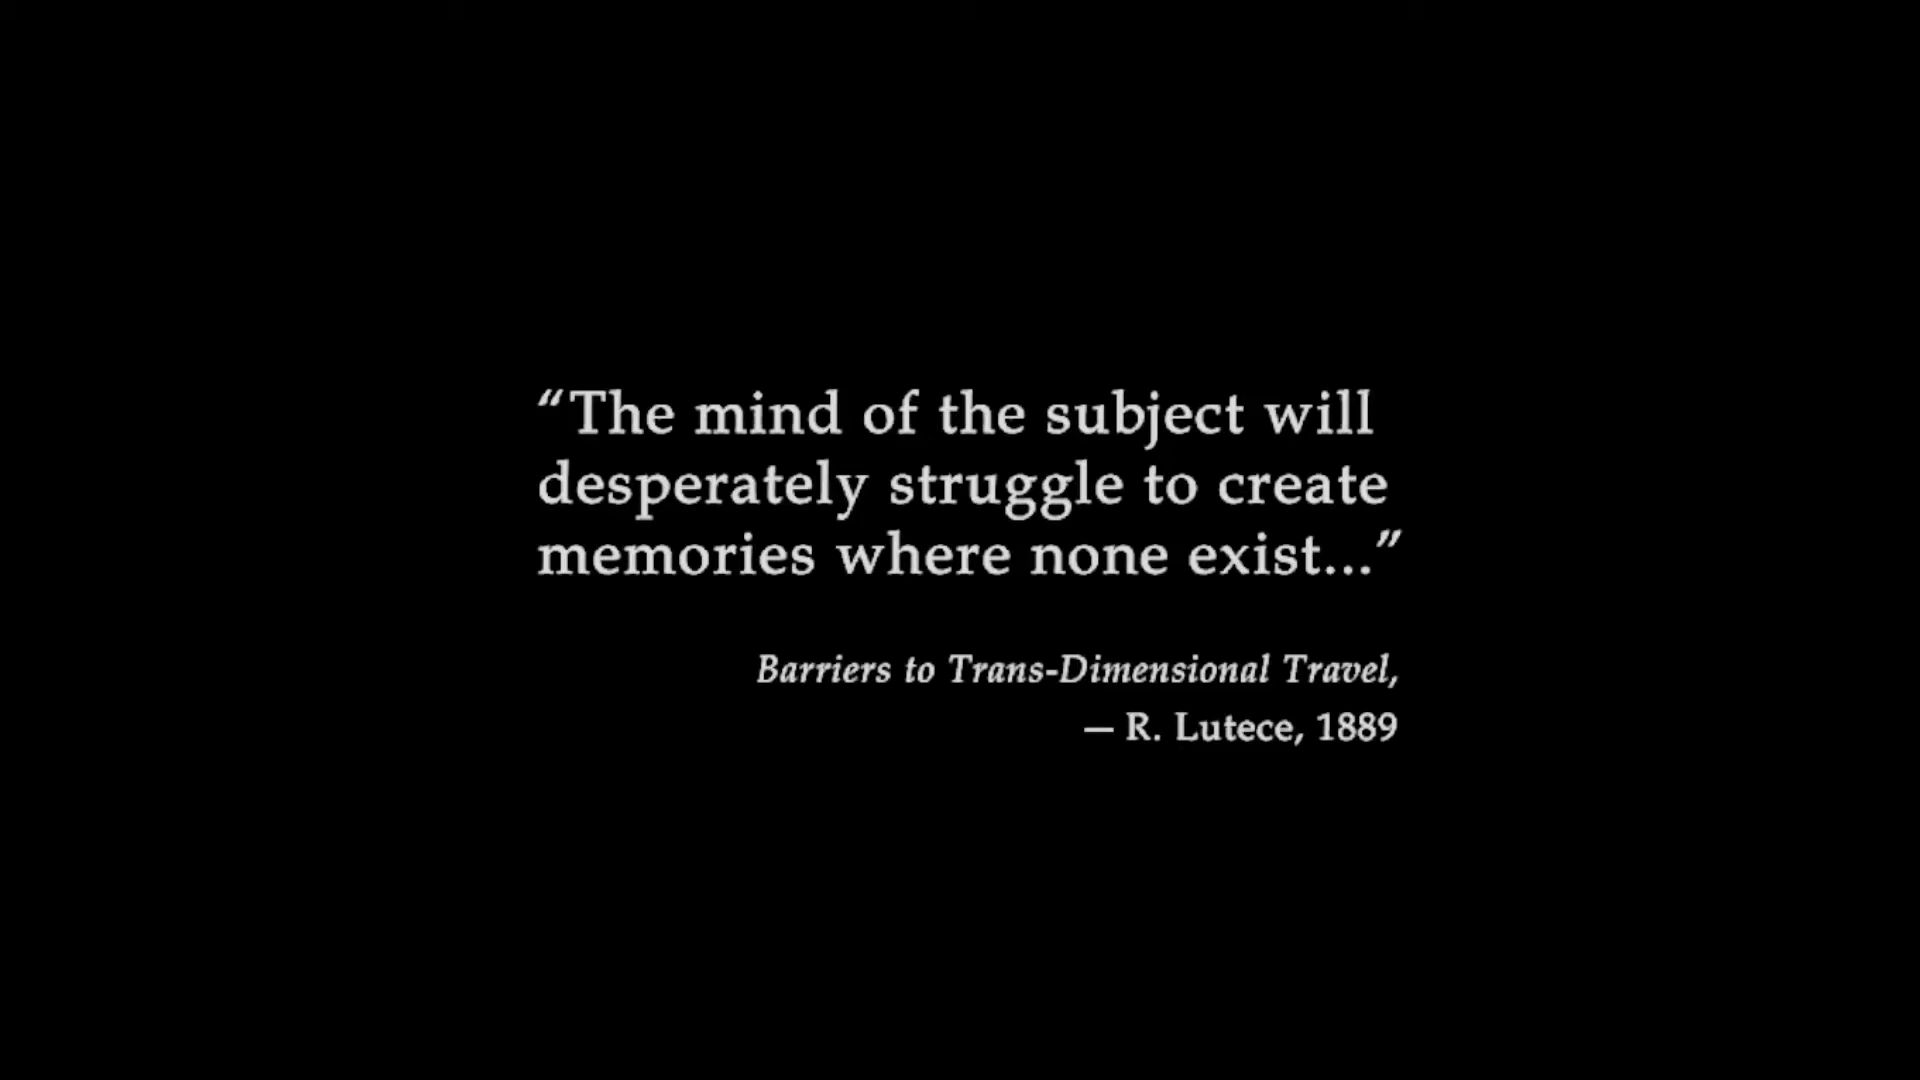 “The mind of the subject will
desperately struggle to create
memories where none exist...”
Barriers to Trans-Dimensional Travel,
— R. Lutece, 1889